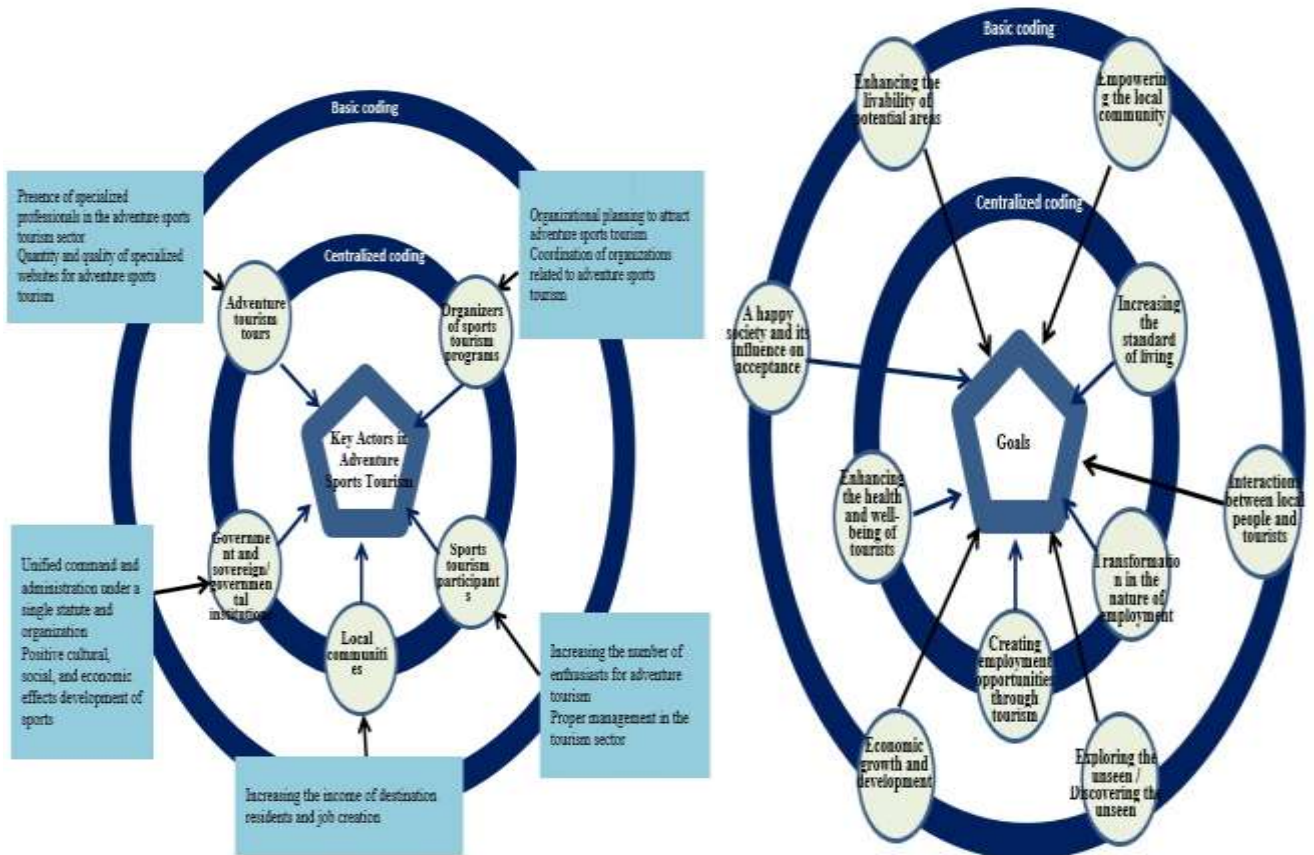 Basic coding
Presence of specialized
professionals in the adventure sports
tourism sector
Quantity and quality of specialized
websites for adventure sports
tourism
Organizational planning to attract
adventure sports tourism
Coordination of organizations
related to adventure sports
tourism
Centralized coding
Adventure
tourism
tours
Organizers
of sports
tourism
programs
Key Actors in
Adventure
Sports Tourism
Governme
nt and
sovereign/
governmen
tal
institutions
Sports
tourism
participant
s
Local
communiti
es
Unified command and
administration under a
single statute and
organization
Positive cultural,
social, and economic
effects development of
sports
Increasing the number of
enthusiasts for adventure
tourism
Proper management in the
tourism sector
Increasing the income of destination
residents and job creation
Basic coding
Enhancing the
livability of
potential areas
Empowerin
g the local
community
Centralized coding
A happy
society and its
influence on
acceptance
Increasing
the
standard
of living
Goals
Enhancing
the health
and well-
being of
tourists
Interactions
between local
people and
tourists
Transformatio
n in the
nature of
employment
Creating
employment
opportunities
through
tourism
Economic
growth and
development
Exploring the
unseen /
Discovering the
unseen